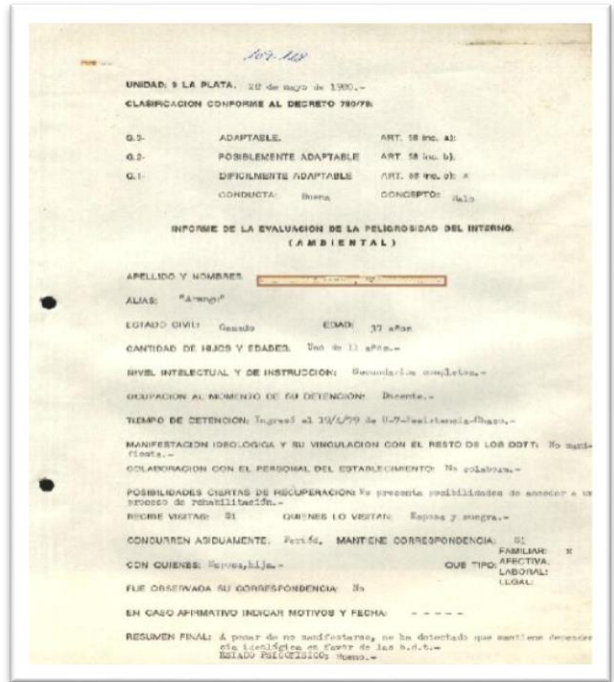 109-118
UNIDAD: 9 LA PLATA. 20 de mayo de 1980.-
CLASIFICACION CONFORME AL DECRETO 780/79:
G.3- ADAPTABLE. ART. 58 inc. a):
G.2- POSIBLEMENTE ADAPTABLE ART. 58 inc. b).
G.1- DIFICILMENTE ADAPTABLE ART. 58 inc. c): x
CONDUCTA: Buena CONCEPTO: Malo
INFORME DE LA EVALUACION DE LA PELIGROSIDAD DEL INTERNO.
(AMBIENTAL)
APELLIDO Y NOMBRES
ALIAS: "Armngo"
ESTADO CIVIL: Casado EDAD: 37 años
CANTIDAD DE HIJOS Y EDADES. Uno de 11 años.-
NIVEL INTELECTUAL Y DE INSTRUCCION: Secundarios completos.-
OCUPACION AL MOMENTO DE SU DETENCION: Docente.-
TIEMPO DE DETENCION: Ingresó el 19/4/79 de U-7-Resistencia-Chaco.-
MANIFESTACION IDEOLOGICA Y SU VINCULACION CON EL RESTO DE LOS DDTT: No mani-
fiesta.-
COLABORACION CON EL PERSONAL DEL ESTABLECIMIENTO: No colabora.-
POSIBILIDADES CIERTAS DE RECUPERACION: No presenta posibilidades de acceder a un
proceso de rehabilitación.-
RECIBE VISITAS: SI QUIENES LO VISITAN: Esposa y suegra.-
CONCURREN ASIDUAMENTE. MANTIENE CORRESPONDENCIA: SI
FAMILIAR: x
CON QUIENES: hija.- QUE TIPO: AFECTIVA:
LABORAL:
LEGAL:
FUE OBSERVADA SU CORRESPONDENCIA: No
EN CASO AFIRMATIVO INDICAR MOTIVOS Y FECHA: - - - - -
RESUMEN FINAL: A pesar de no manifestarse, se ha detectado que mantiene dependen
cia ideológica en favor de las b.d.t.-
ESTADO PSICOFISICO: Bueno.-